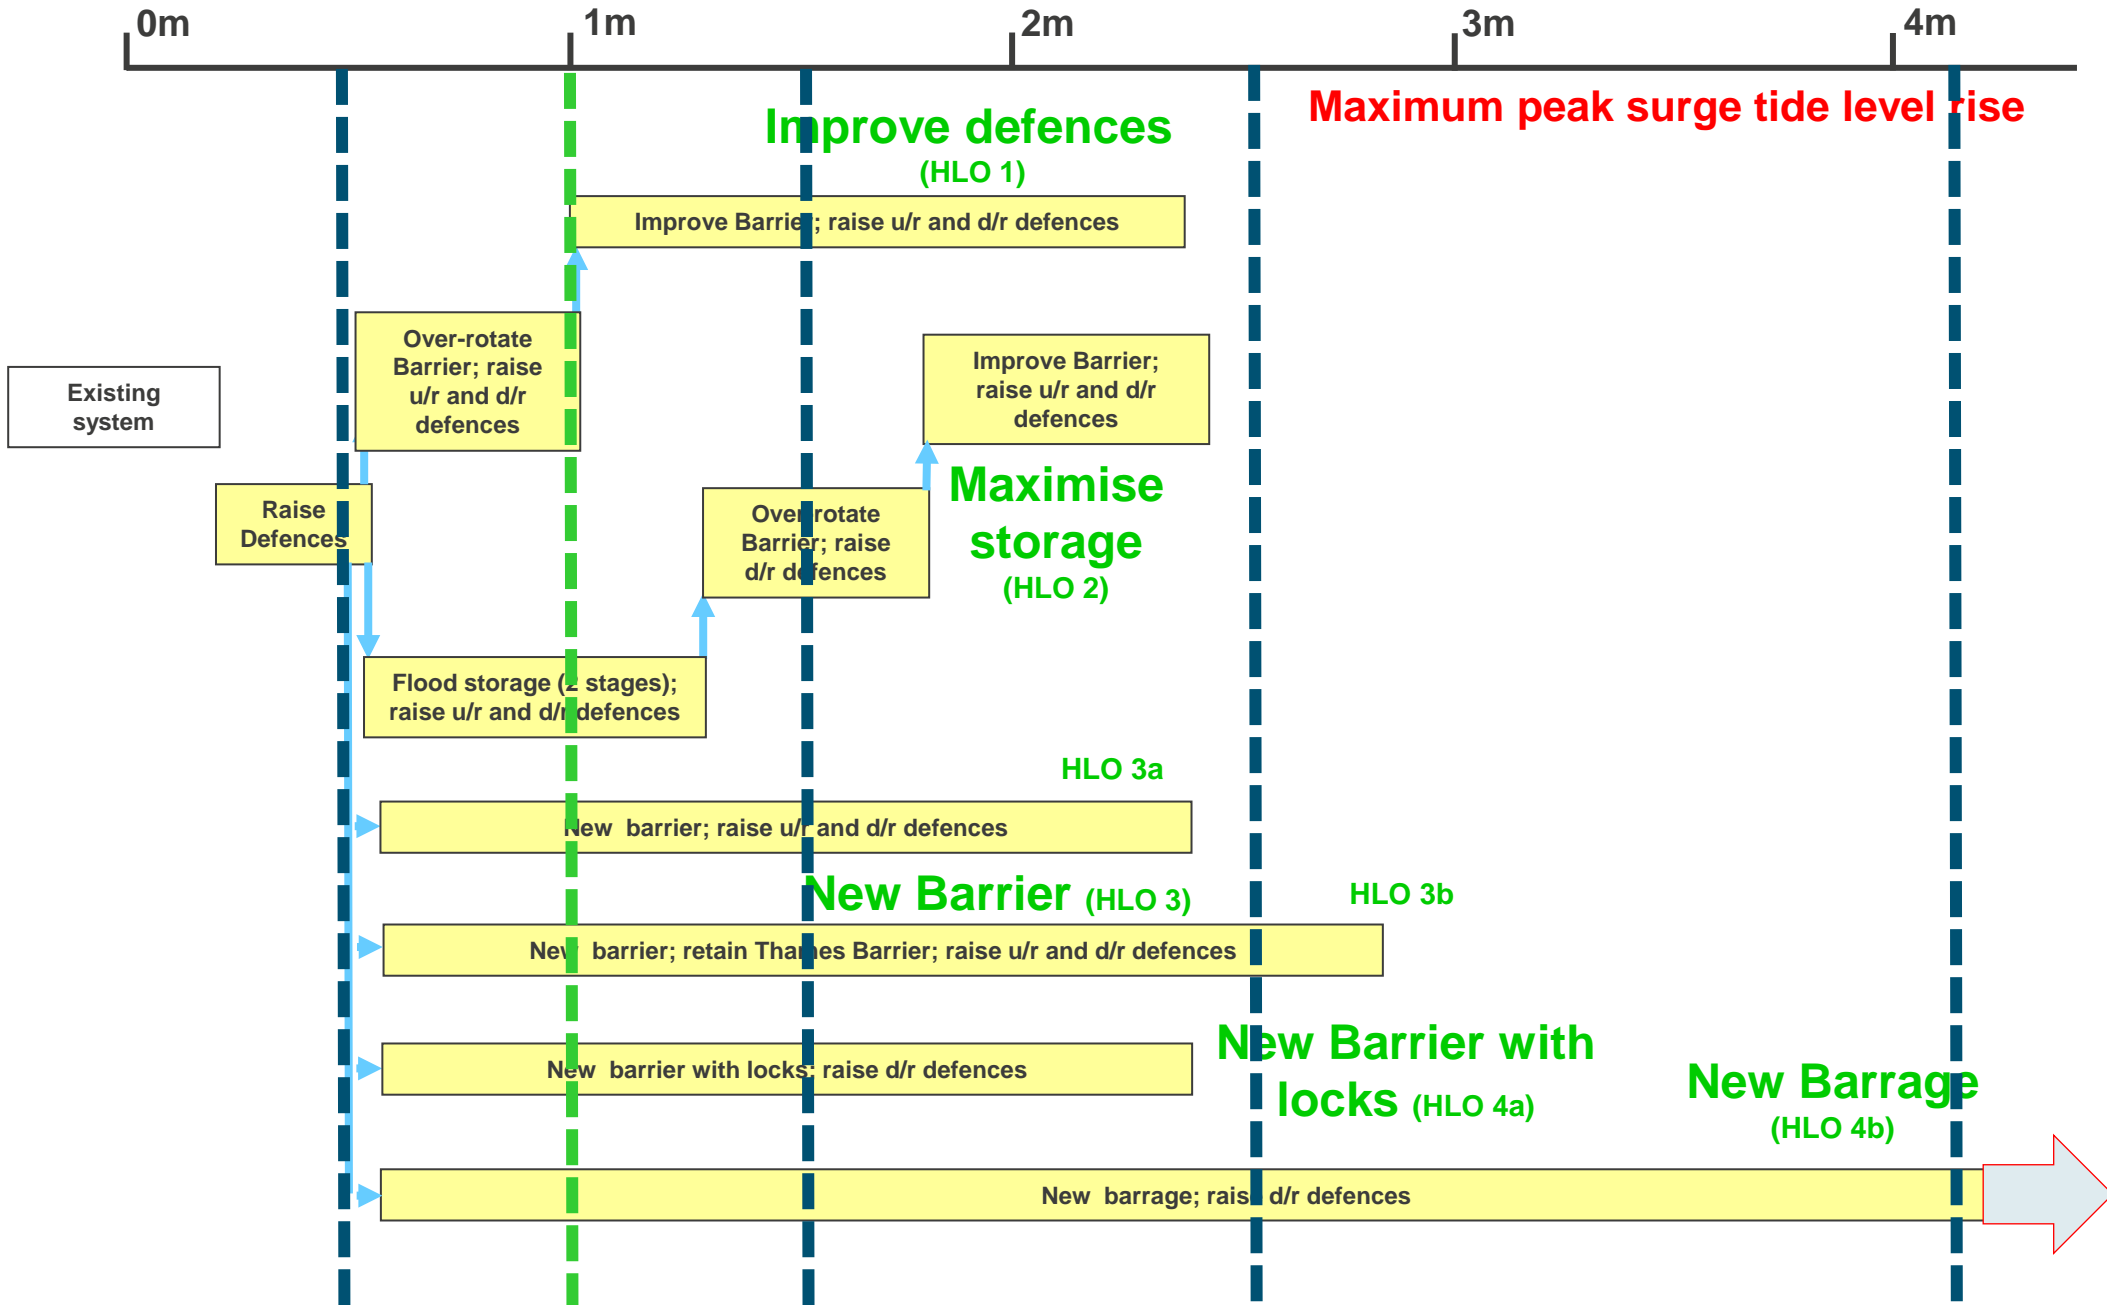 0m
1m
2m
3m
4m
Maximum peak surge tide level rise
Improve defences
(HLO 1)
Improve Barrier; raise u/r and d/r defences
Over-rotate
Barrier; raise
u/r and d/r
defences
Improve Barrier;
raise u/r and d/r
defences
Existing
system
Maximise
storage
(HLO 2)
Raise
Defences
Over-rotate
Barrier; raise
d/r defences
Flood storage (2 stages);
raise u/r and d/r defences
HLO 3a
New  barrier; raise u/r and d/r defences
New Barrier (HLO 3)
HLO 3b
New  barrier; retain Thames Barrier; raise u/r and d/r defences
New Barrier with
locks (HLO 4a)
New  barrier with locks; raise d/r defences
New Barrage
(HLO 4b)
New  barrage; raise d/r defences